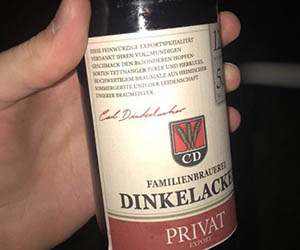 DIESE FEINWÜRZIGE EXPORTSPEZIALITÄT
VERDANKT IHREN VOLLMUNDIGEN
GESCHMACK DEN BESONDEREN HOPFEN-
SORTEN TETTNANGER PERLE UND HERKULES,
HOCHWERTIGEM BRAUMALZ AUS HEIMISCHER
SOMMERGERSTE UND DER LEIDENSCHAFT
UNSERER BRAUMEISTER.
Carl Dinkelacker
CD
FAMILIENBRAUEREI
DINKELACKE
PRIVAT
EXPORT